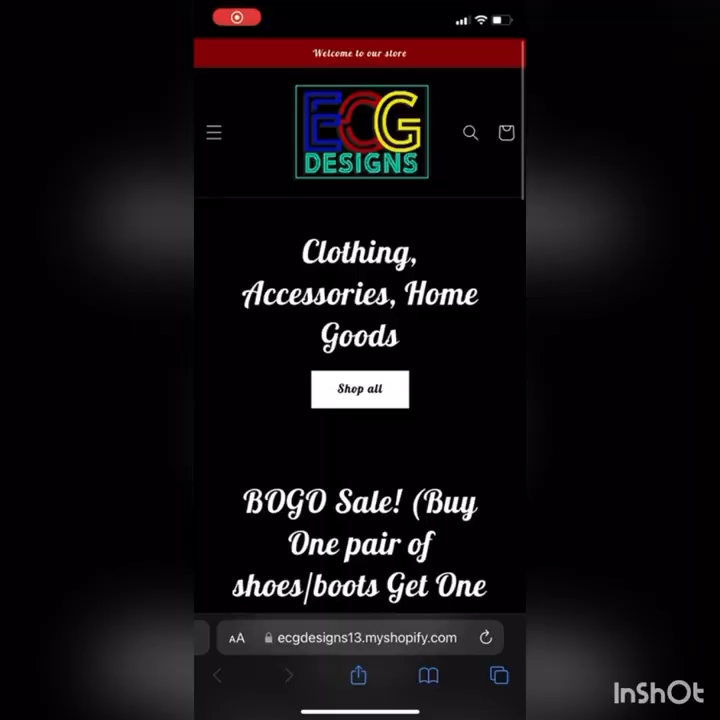 Welcome to our store
ECG
DESIGNS
Clothing,
Accessories, Home
Goods
Shop all
BOGO Sale! (Buy
One pair of
shoes/boots Get One
AA
ecgdesigns13.myshopify.com
InShOt